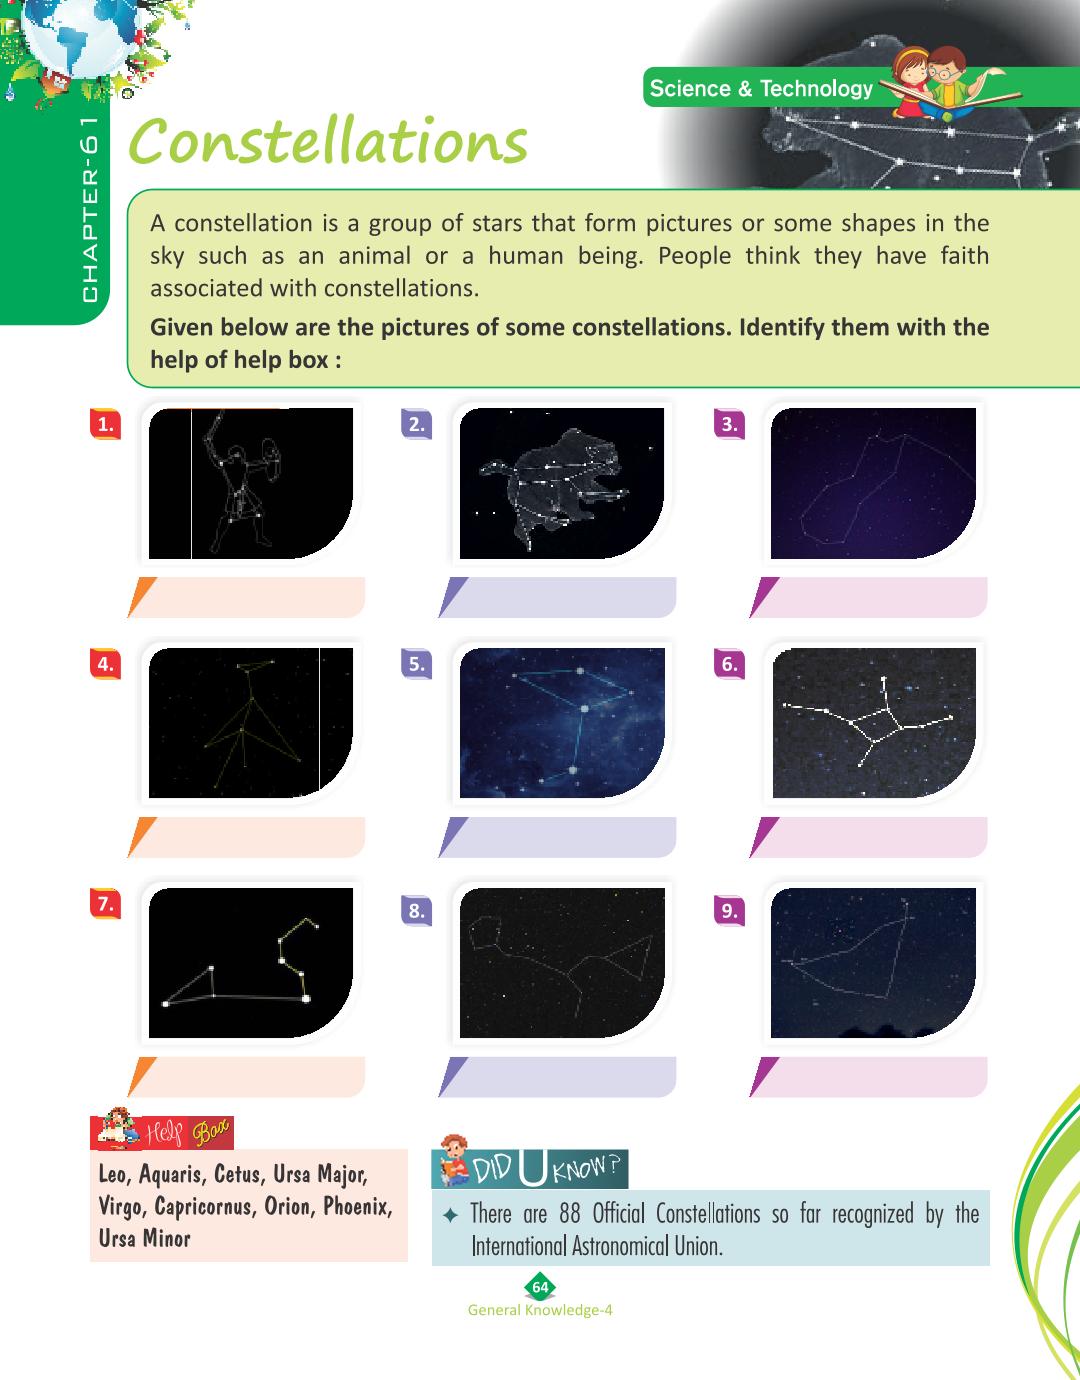 Science & Technology
CHAPTER-61
Constellations
A constellation is a group of stars that form pictures or some shapes in the
sky such as an animal or a human being. People think they have faith
associated with constellations.
Given below are the pictures of some constellations. Identify them with the
help of help box :
1.
2.
3.
4.
5.
6.
7.
8.
9.
Help Box
Leo, Aquaris, Cetus, Ursa Major,
Virgo, Capricornus, Orion, Phoenix,
Ursa Minor
DID U KNOW?
There are 88 Official Constellations so far recognized by the
International Astronomical Union.
64
General Knowledge-4